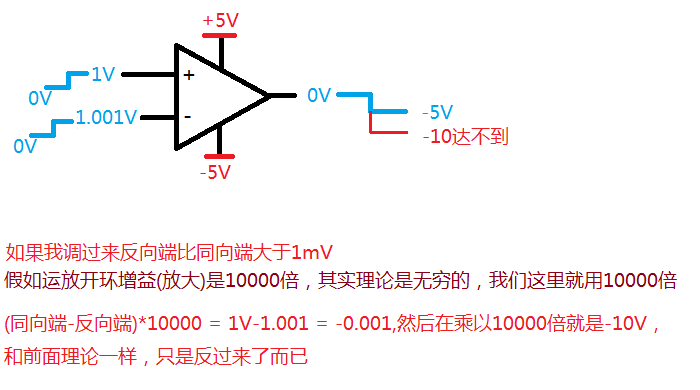 +5V
1V
+
0V
0V
1.001V
-
-5V
0V
-10达不到
-5V
如果我调过来反向端比同向端大于1mV
假如运放开环增益(放大)是10000倍，其实理论是无穷的，我们这里就用10000倍
(同向端-反向端)*10000 = 1V-1.001 = -0.001,然后在乘以10000倍就是-10V，
和前面理论一样，只是反过来了而已